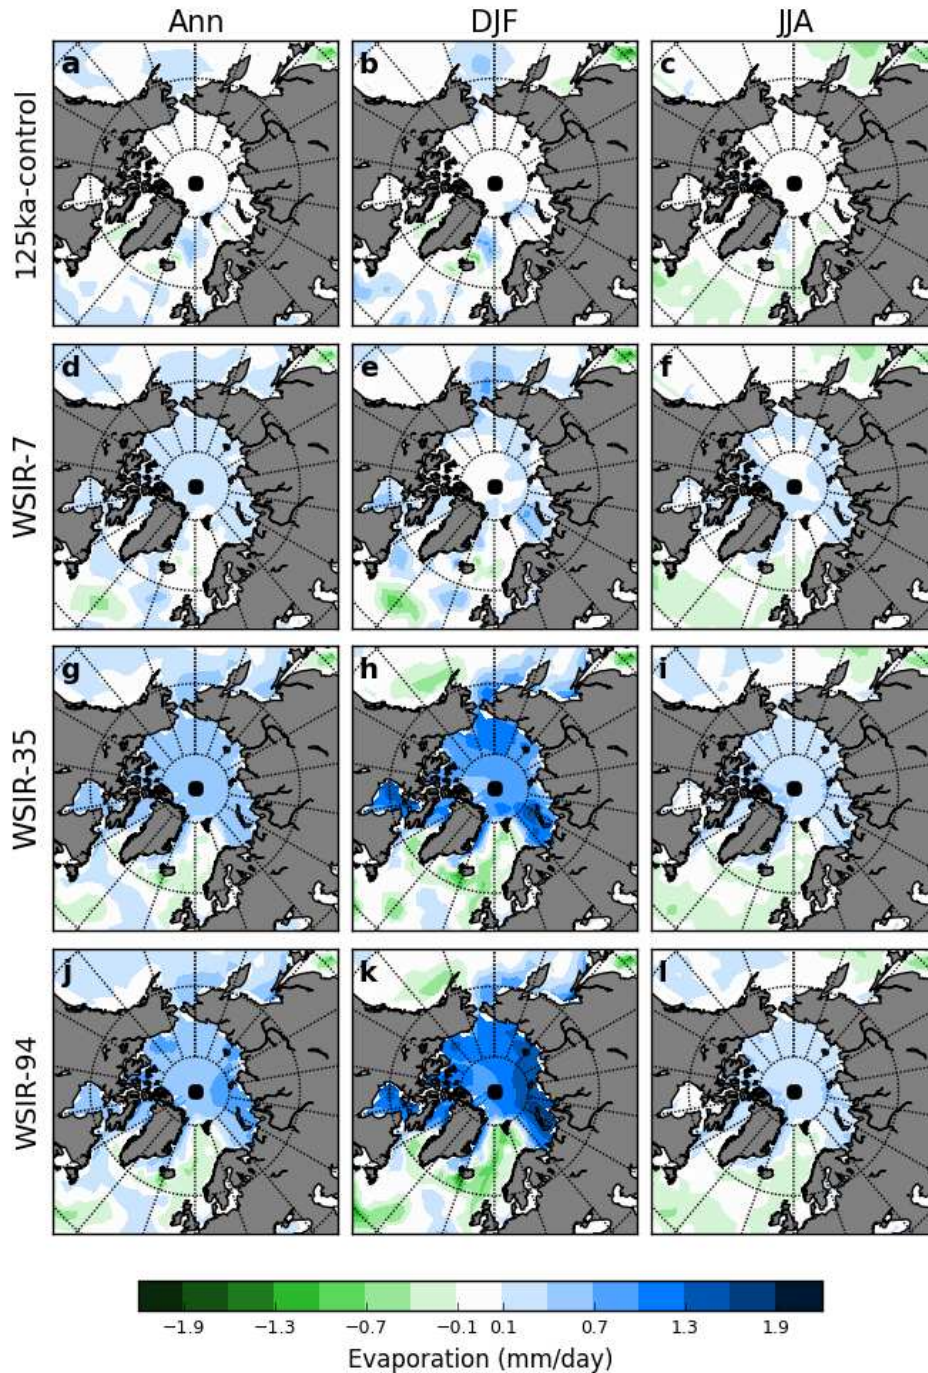 Ann DJF JJA
125ka-control a b c
WSIR-7 d e f
WSIR-35 g h i
WSIR-94 j k l
−1.9 −1.3 −0.7 −0.1 0.1 0.7 1.3 1.9
Evaporation (mm/day)